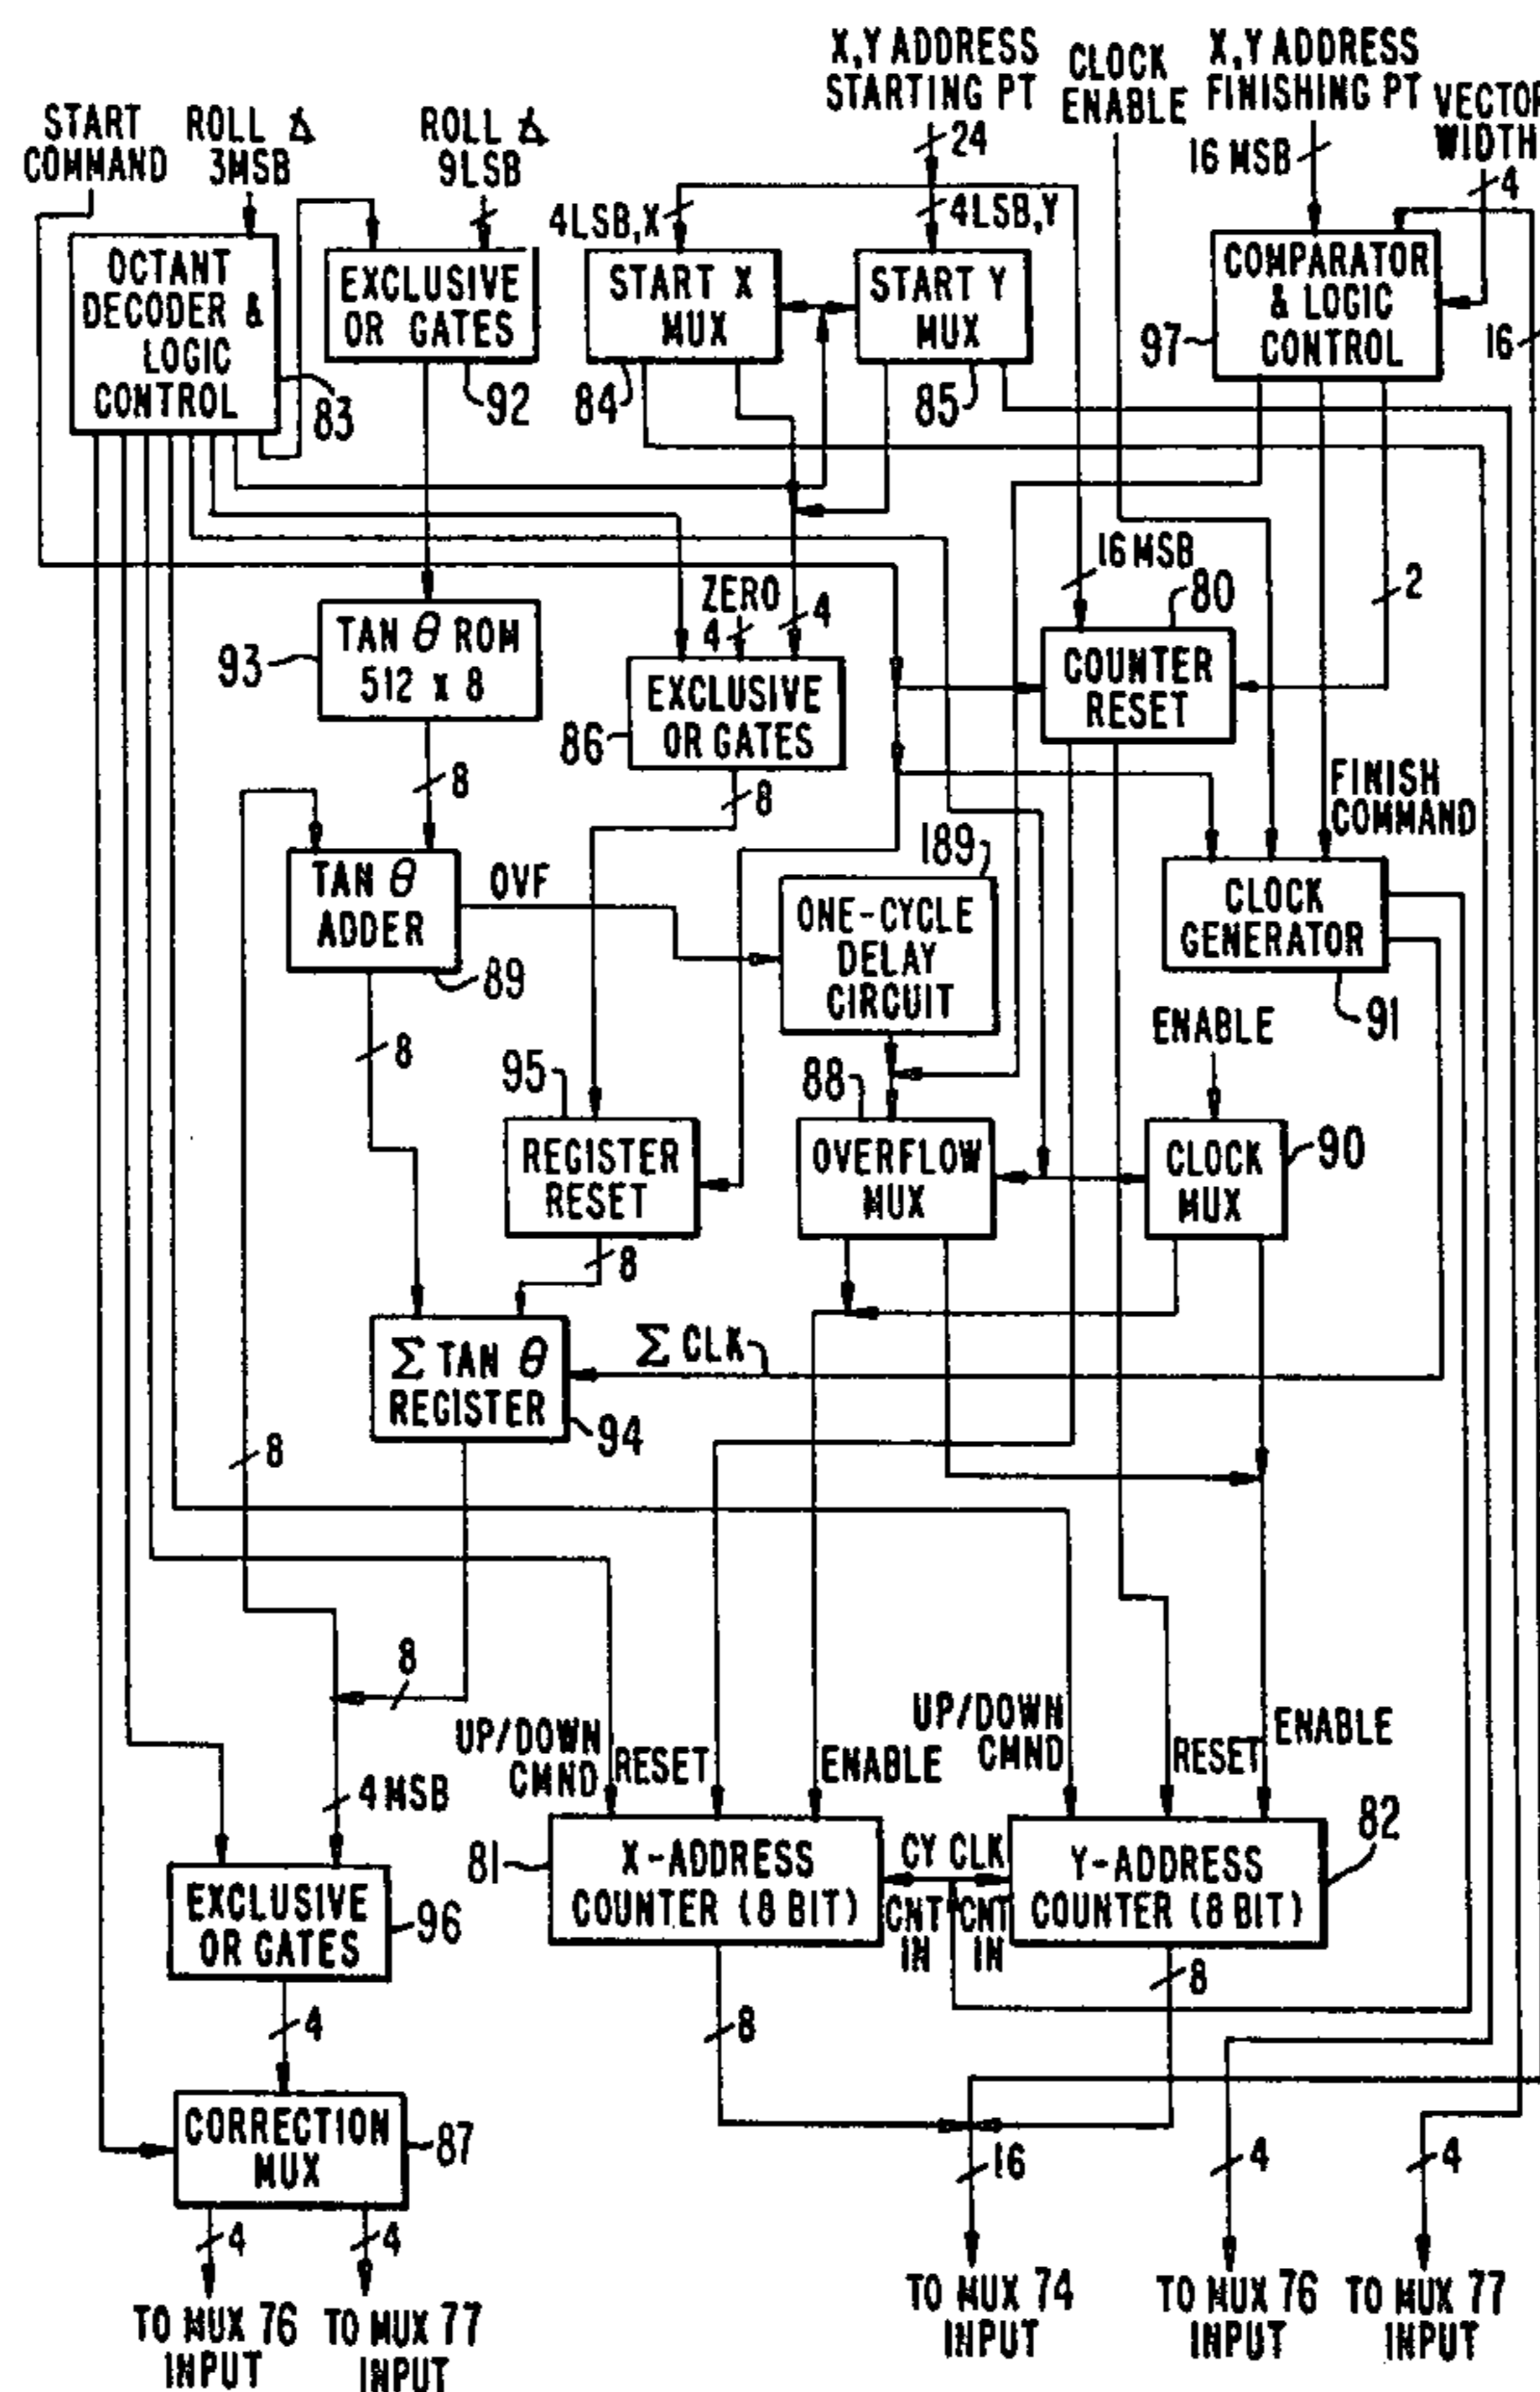 X,Y ADDRESS
STARTING PT
CLOCK
ENABLE
X,Y ADDRESS
FINISHING PT
VECTOR
WIDTH
START
COMMAND
ROLL ∡
3MSB
ROLL ∡
9LSB
24
16 MSB
4
4LSB,X
4LSB,Y
OCTANT
DECODER &
LOGIC
CONTROL
83
EXCLUSIVE
OR GATES
92
START X
MUX
84
START Y
MUX
85
COMPARATOR
& LOGIC
CONTROL
97
16
16 MSB
80
2
ZERO
4
4
TAN θ ROM
512 x 8
93
EXCLUSIVE
OR GATES
86
COUNTER
RESET
8
8
FINISH
COMMAND
TAN θ
ADDER
89
OVF
189
ONE-CYCLE
DELAY
CIRCUIT
CLOCK
GENERATOR
91
8
ENABLE
95
88
REGISTER
RESET
OVERFLOW
MUX
CLOCK
MUX
90
8
Σ TAN θ
REGISTER
94
Σ CLK
8
8
4 MSB
UP/DOWN
CMND
RESET
ENABLE
UP/DOWN
CMND
RESET
ENABLE
81
X-ADDRESS
COUNTER (8 BIT)
CY CLK
CNT
IN
CNT
IN
Y-ADDRESS
COUNTER (8 BIT)
82
EXCLUSIVE
OR GATES
96
8
8
4
CORRECTION
MUX
87
16
4
4
4
4
TO MUX 76
INPUT
TO MUX 77
INPUT
TO MUX 74
INPUT
TO MUX 76
INPUT
TO MUX 77
INPUT